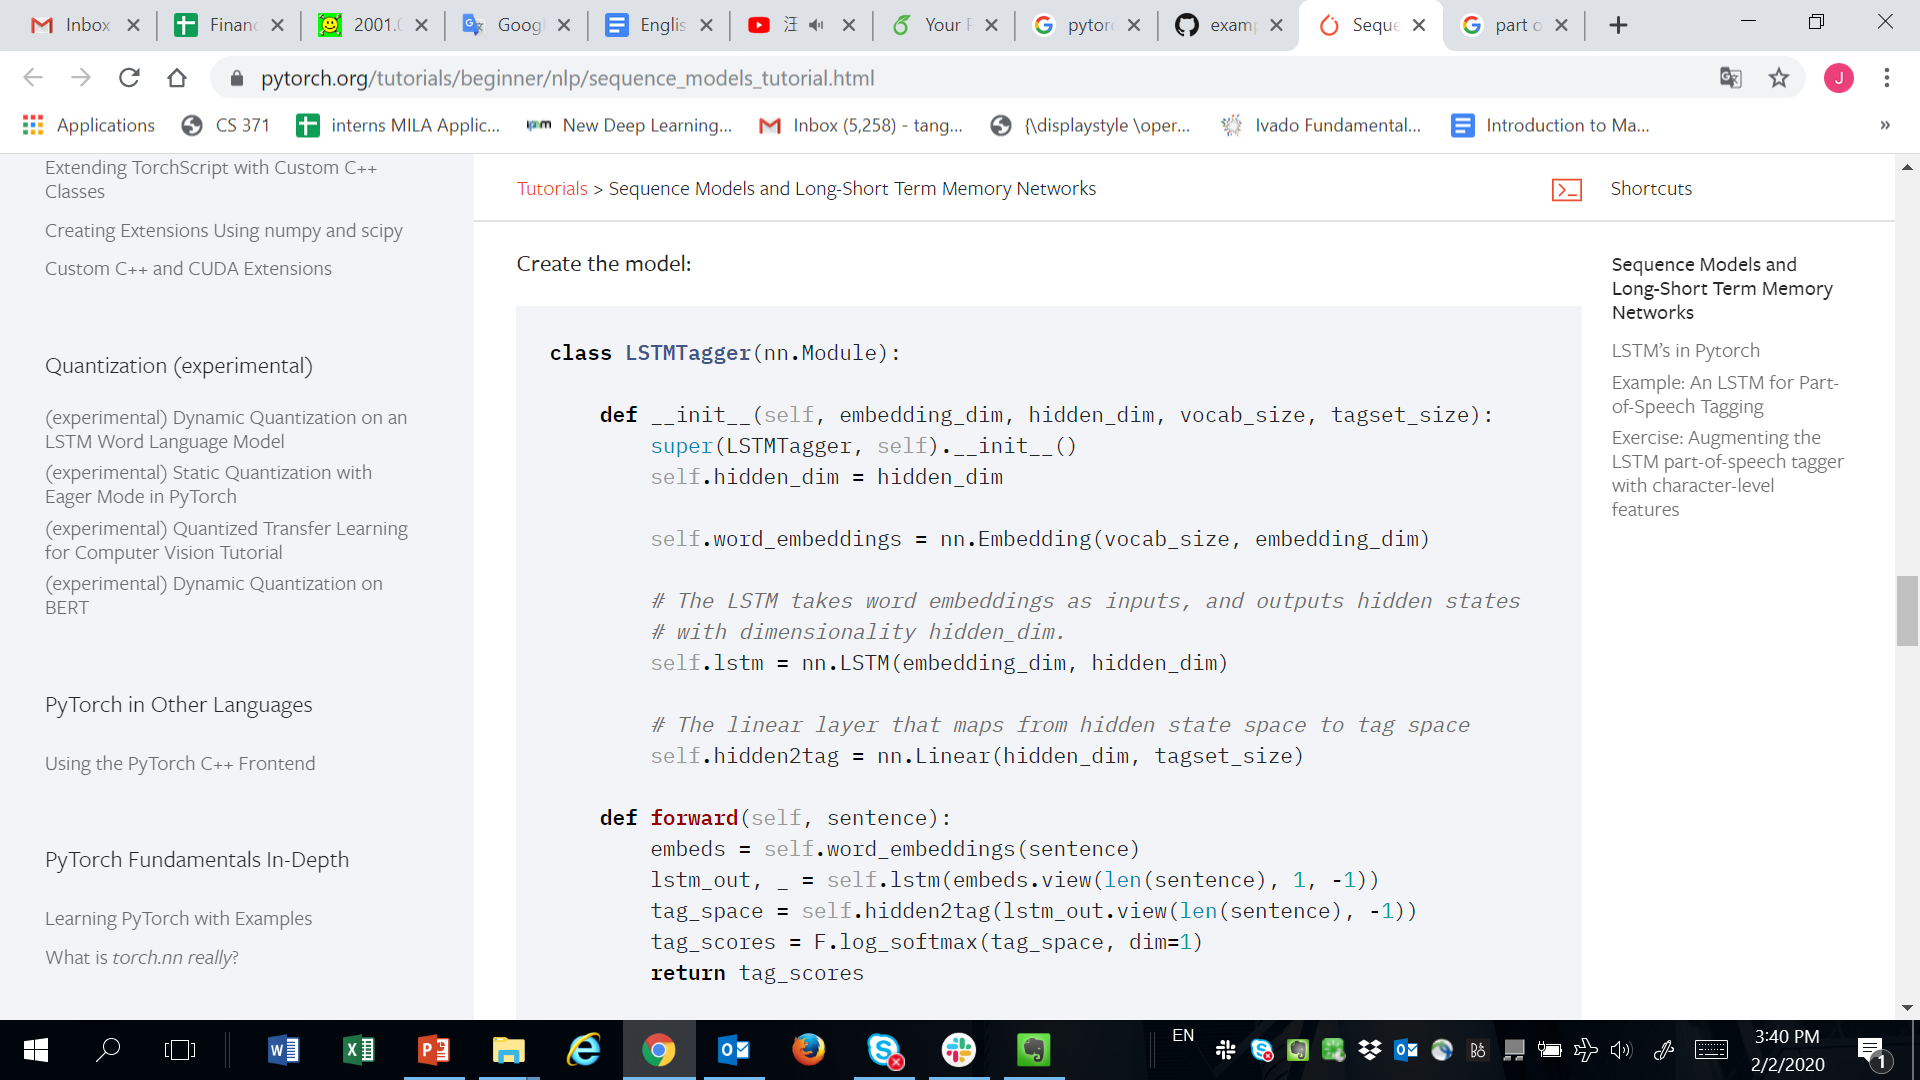 Inbox
Financ
2001.0
Googl
Englis
汪
Your P
pytorc
exam
Seque
part o
pytorch.org/tutorials/beginner/nlp/sequence_models_tutorial.html
J
Applications
CS 371
interns MILA Applic...
New Deep Learning...
Inbox (5,258) - tang...
{\displaystyle \oper...
Ivado Fundamental...
Introduction to Ma...
»
Extending TorchScript with Custom C++
Classes
Creating Extensions Using numpy and scipy
Custom C++ and CUDA Extensions
Quantization (experimental)
(experimental) Dynamic Quantization on an
LSTM Word Language Model
(experimental) Static Quantization with
Eager Mode in PyTorch
(experimental) Quantized Transfer Learning
for Computer Vision Tutorial
(experimental) Dynamic Quantization on
BERT
PyTorch in Other Languages
Using the PyTorch C++ Frontend
PyTorch Fundamentals In-Depth
Learning PyTorch with Examples
What is torch.nn really?
Tutorials > Sequence Models and Long-Short Term Memory Networks
Shortcuts
Create the model:
class LSTMTagger(nn.Module):
def __init__(self, embedding_dim, hidden_dim, vocab_size, tagset_size):
super(LSTMTagger, self).__init__()
self.hidden_dim = hidden_dim
self.word_embeddings = nn.Embedding(vocab_size, embedding_dim)
# The LSTM takes word embeddings as inputs, and outputs hidden states
# with dimensionality hidden_dim.
self.lstm = nn.LSTM(embedding_dim, hidden_dim)
# The linear layer that maps from hidden state space to tag space
self.hidden2tag = nn.Linear(hidden_dim, tagset_size)
def forward(self, sentence):
embeds = self.word_embeddings(sentence)
lstm_out, _ = self.lstm(embeds.view(len(sentence), 1, -1))
tag_space = self.hidden2tag(lstm_out.view(len(sentence), -1))
tag_scores = F.log_softmax(tag_space, dim=1)
return tag_scores
Sequence Models and
Long-Short Term Memory
Networks
LSTM's in Pytorch
Example: An LSTM for Part-
of-Speech Tagging
Exercise: Augmenting the
LSTM part-of-speech tagger
with character-level
features
EN
3:40 PM
2/2/2020
1